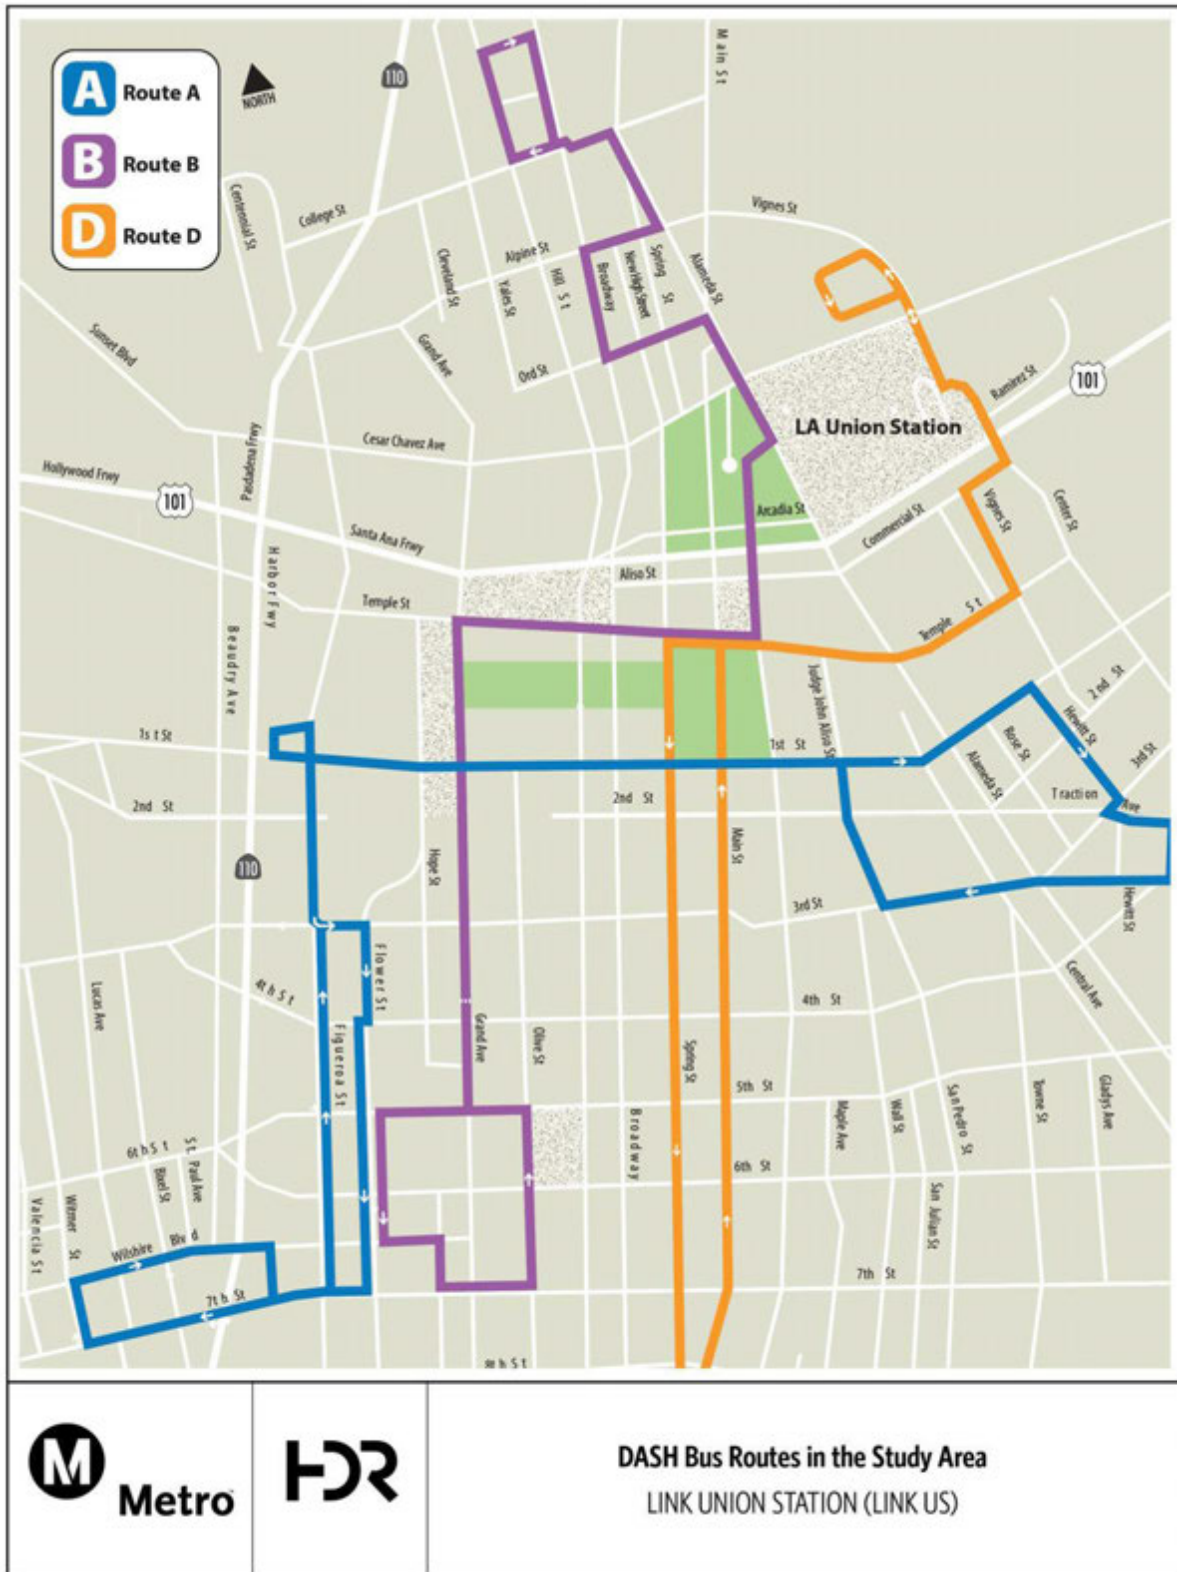 A Route A
B Route B
D Route D
NORTH
110
Main St
Centennial St
College St
Vignes St
Cleveland St
Alpine St
Yales St
Hill St
Broadway
New High Street
Spring St
Alameda St
Sunset Blvd
Grand Ave
Ord St
Ramirez St
101
LA Union Station
Cesar Chavez Ave
Pasdadena Frwy
Hollywood Frwy
101
Arcadia St
Commercial St
Vignes St
Center St
Santa Ana Frwy
Aliso St
Harbor Fwy
Temple St
Temple St
Beaudry Ave
Judge John Aliso St
2nd St
Hewitt St
1st St
1st St
Rose St
Alameda St
3rd St
2nd St
2nd St
Traction Ave
Main St
110
Hope St
3rd St
Hewitt St
Flower St
4th St
Lucas Ave
Central Ave
4th St
Figueroa St
Grand Ave
Olive St
Spring St
5th St
Broadway
Maple Ave
Wall St
San Pedro St
Towne St
Gladys Ave
6th St
St Paul Ave
Bixel St
6th St
Valencia St
Witmer St
San Julian St
Wilshire Blvd
7th St
7th St
8th St
M Metro
HDR
DASH Bus Routes in the Study Area
LINK UNION STATION (LINK US)